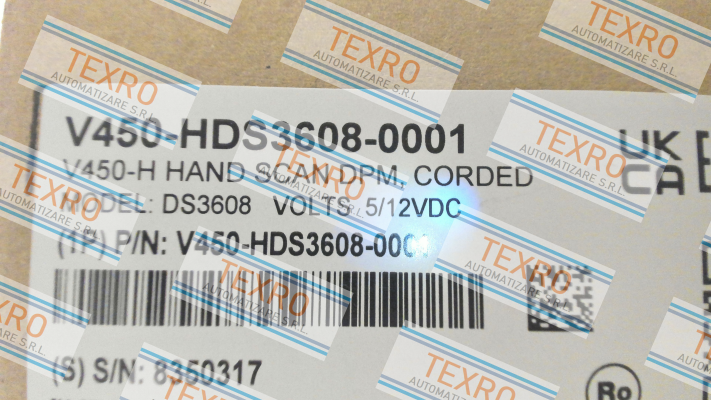 V450-HDS3608-0001
V450-H HAND SCAN DPM, CORDED
MODEL: DS3608 VOLTS 5/12VDC
(1P) P/N: V450-HDS3608-0001
(S) S/N: 8350317
UK
CA
Ro
TEXRO
AUTOMATIZARE S.R.L.